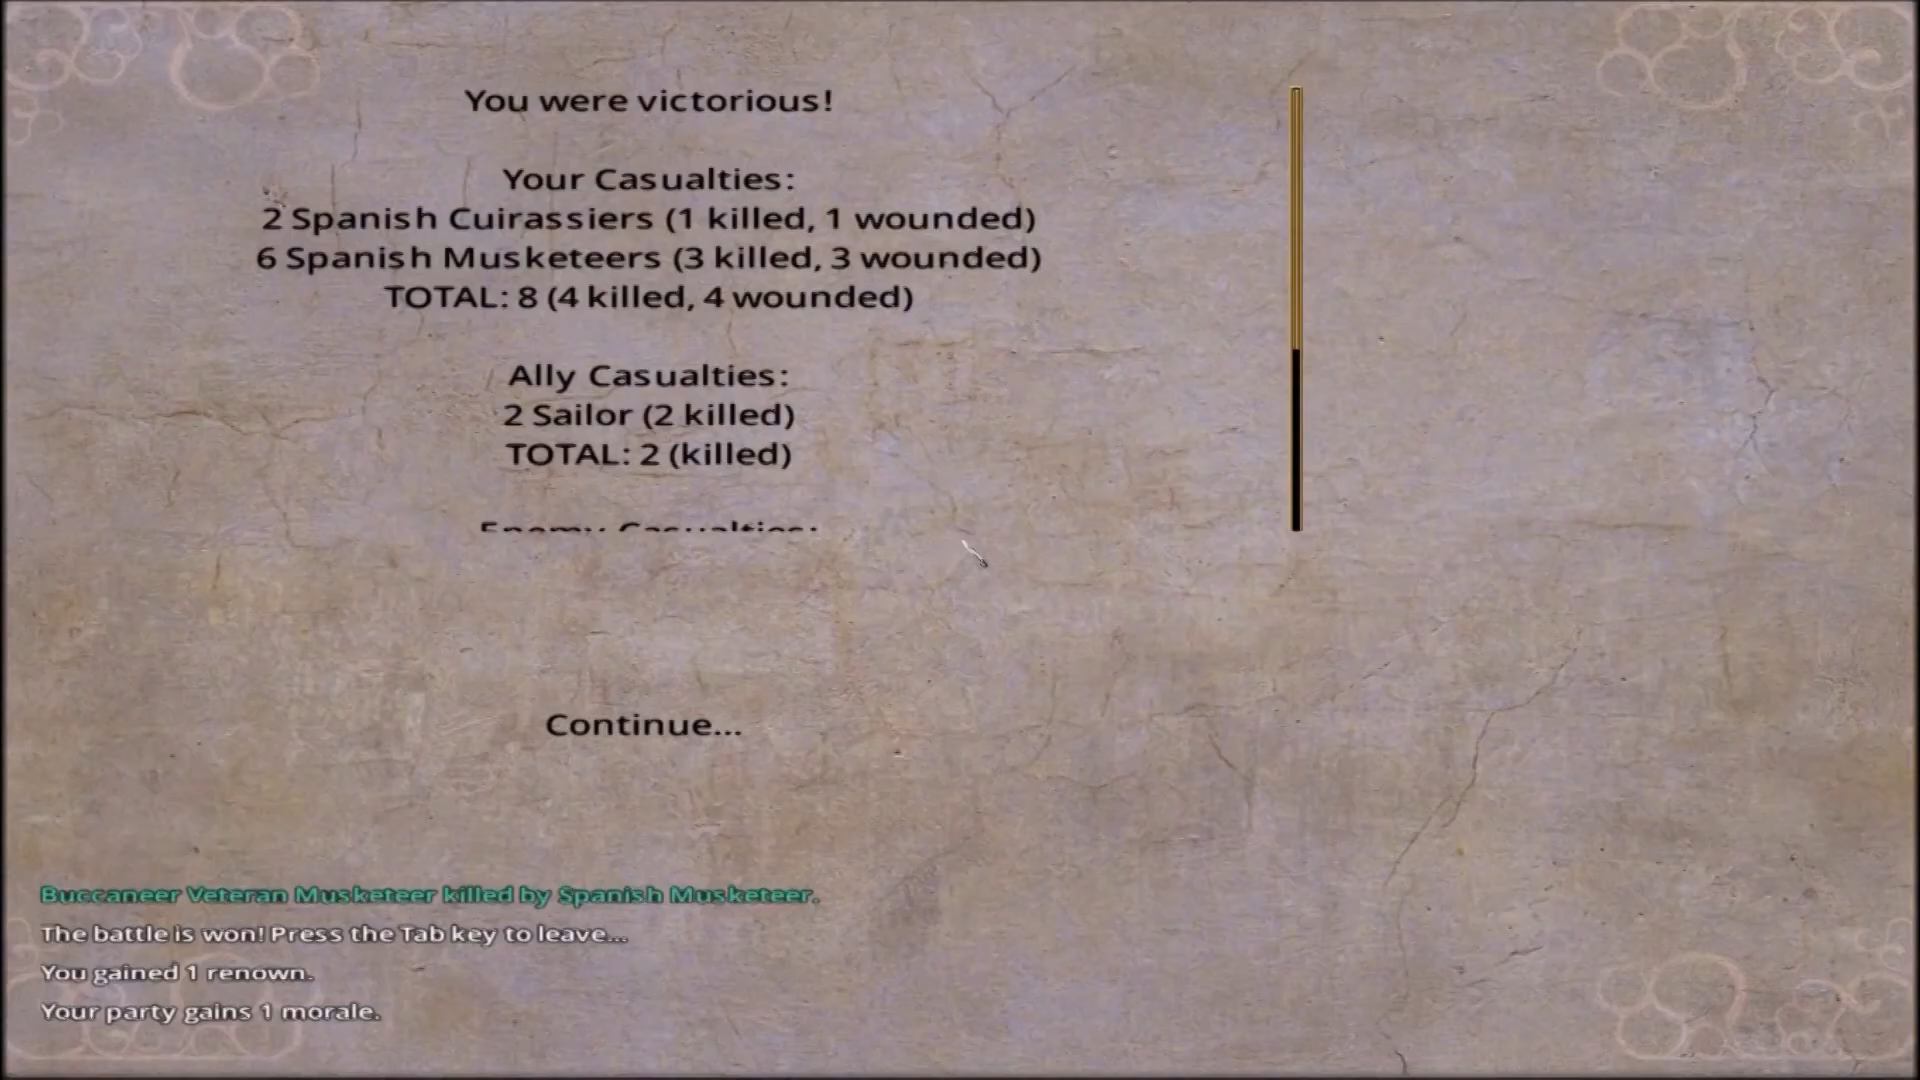 You were victorious!
Your Casualties:
2 Spanish Cuirassiers (1 killed, 1 wounded)
6 Spanish Musketeers (3 killed, 3 wounded)
TOTAL: 8 (4 killed, 4 wounded)
Ally Casualties:
2 Sailor (2 killed)
TOTAL: 2 (killed)
Enemy Casualties:
Continue...
Buccaneer Veteran Musketeer killed by Spanish Musketeer.
The battle is won! Press the Tab key to leave...
You gained 1 renown.
Your party gains 1 morale.